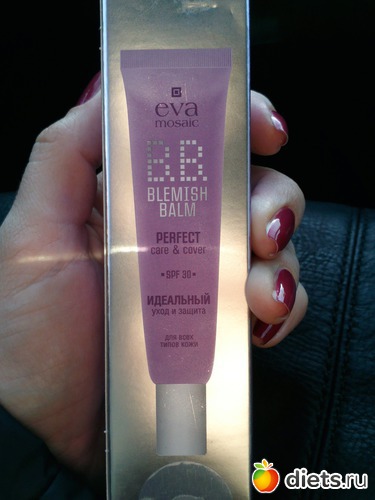 eva
mosaic
B.B.
BLEMISH
BALM
PERFECT
care & cover
•SPF 30•
ИДЕАЛЬНЫЙ
уход и защита
для всех
типов кожи
diets.ru